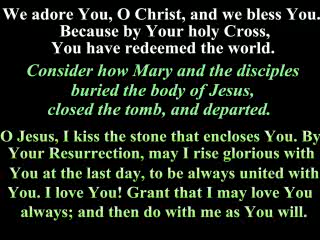 We adore You, O Christ, and we bless You.
Because by Your holy Cross,
You have redeemed the world.
Consider how Mary and the disciples
buried the body of Jesus,
closed the tomb, and departed.
O Jesus, I kiss the stone that encloses You. By
Your Resurrection, may I rise glorious with
You at the last day, to be always united with
You. I love You! Grant that I may love You
always; and then do with me as You will.